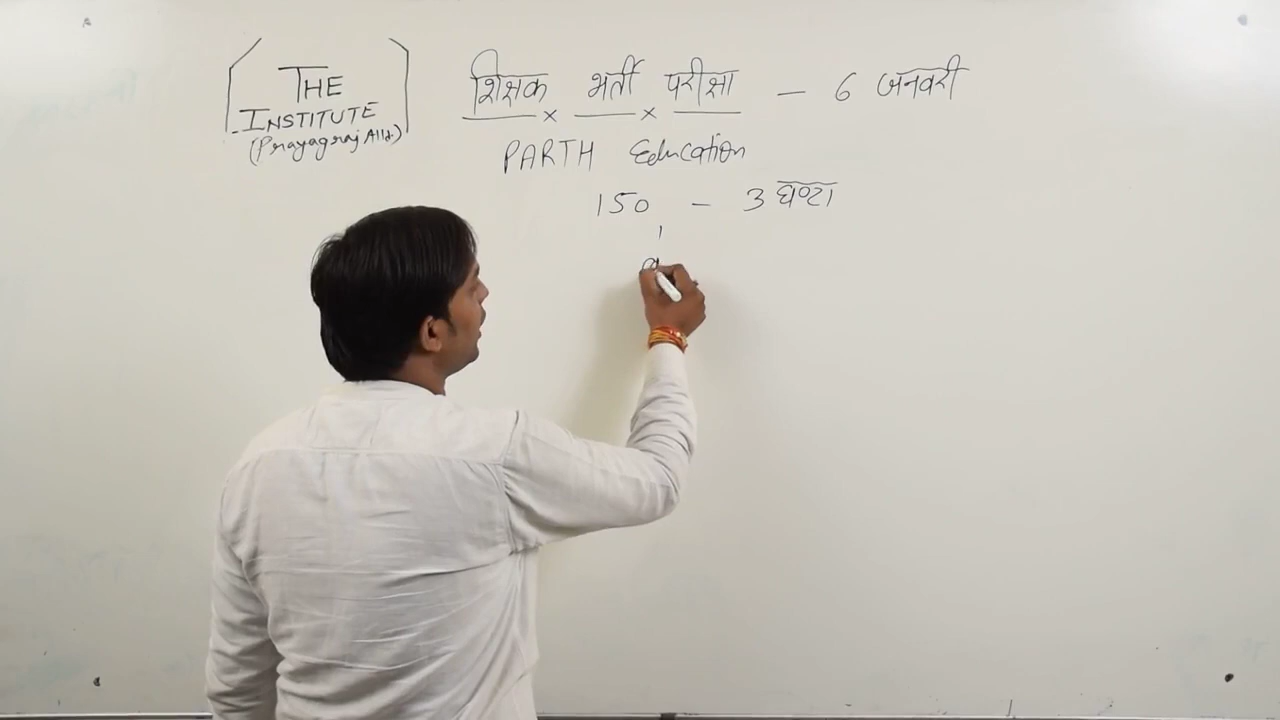 THE
INSTITUTE
(Prayagraj Alld.)
शिक्षक भर्ती परीक्षा – 6 जनवरी
PARTH Education
150 – 3 घण्टा